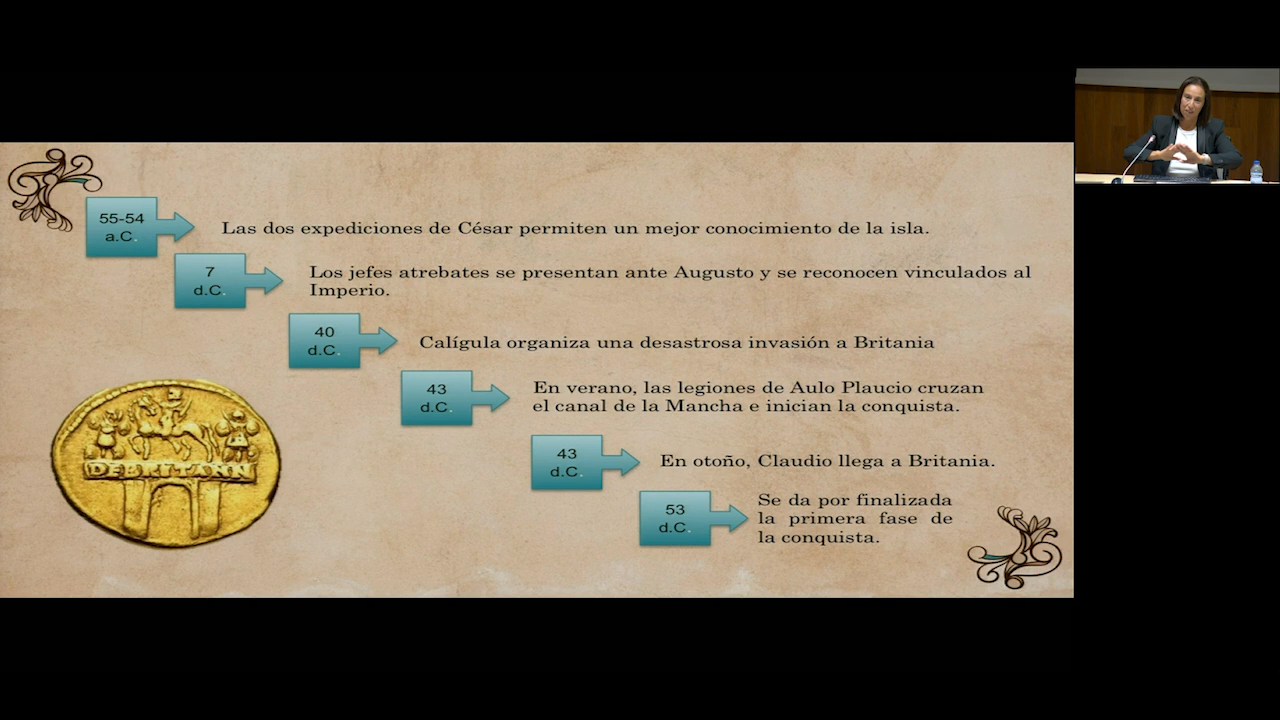 55-54
a.C.
Las dos expediciones de César permiten un mejor conocimiento de la isla.
7
d.C.
Los jefes atrebates se presentan ante Augusto y se reconocen vinculados al
Imperio.
40
d.C.
Calígula organiza una desastrosa invasión a Britania
43
d.C.
En verano, las legiones de Aulo Plaucio cruzan
el canal de la Mancha e inician la conquista.
43
d.C.
En otoño, Claudio llega a Britania.
53
d.C.
Se da por finalizada
la primera fase de
la conquista.
DEBRITANN